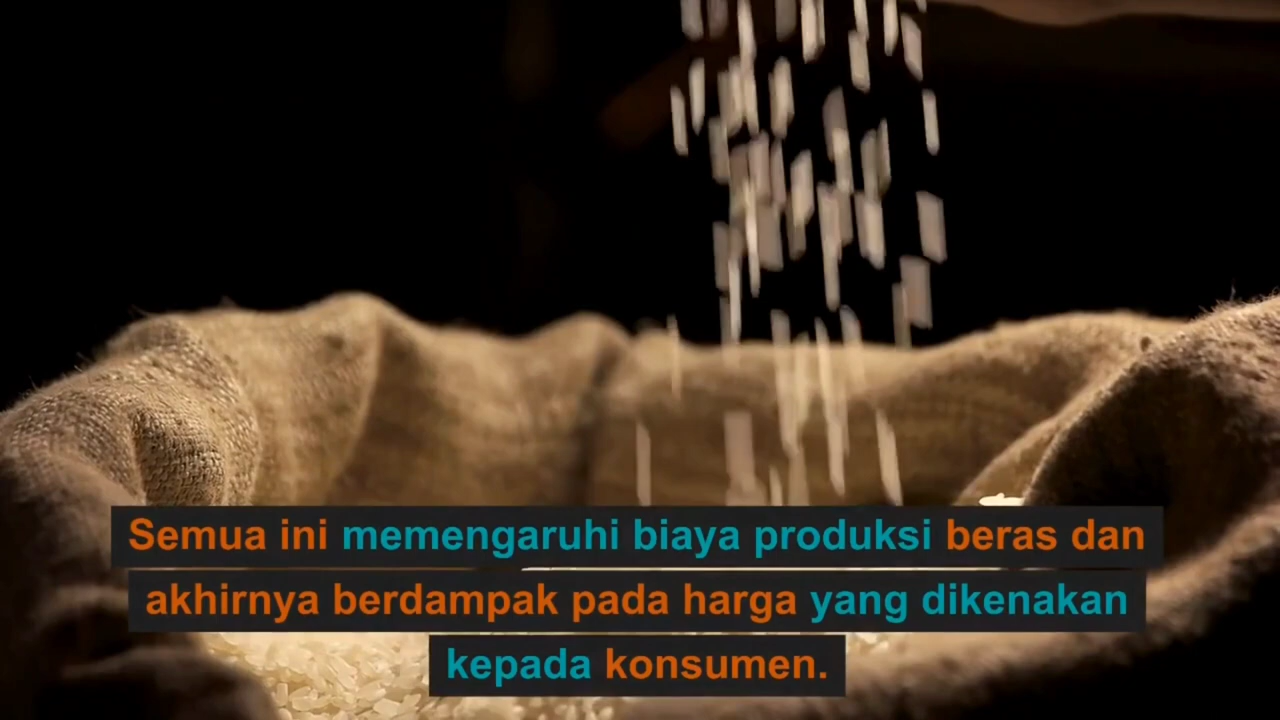 Semua ini memengaruhi biaya produksi beras dan
akhirnya berdampak pada harga yang dikenakan
kepada konsumen.